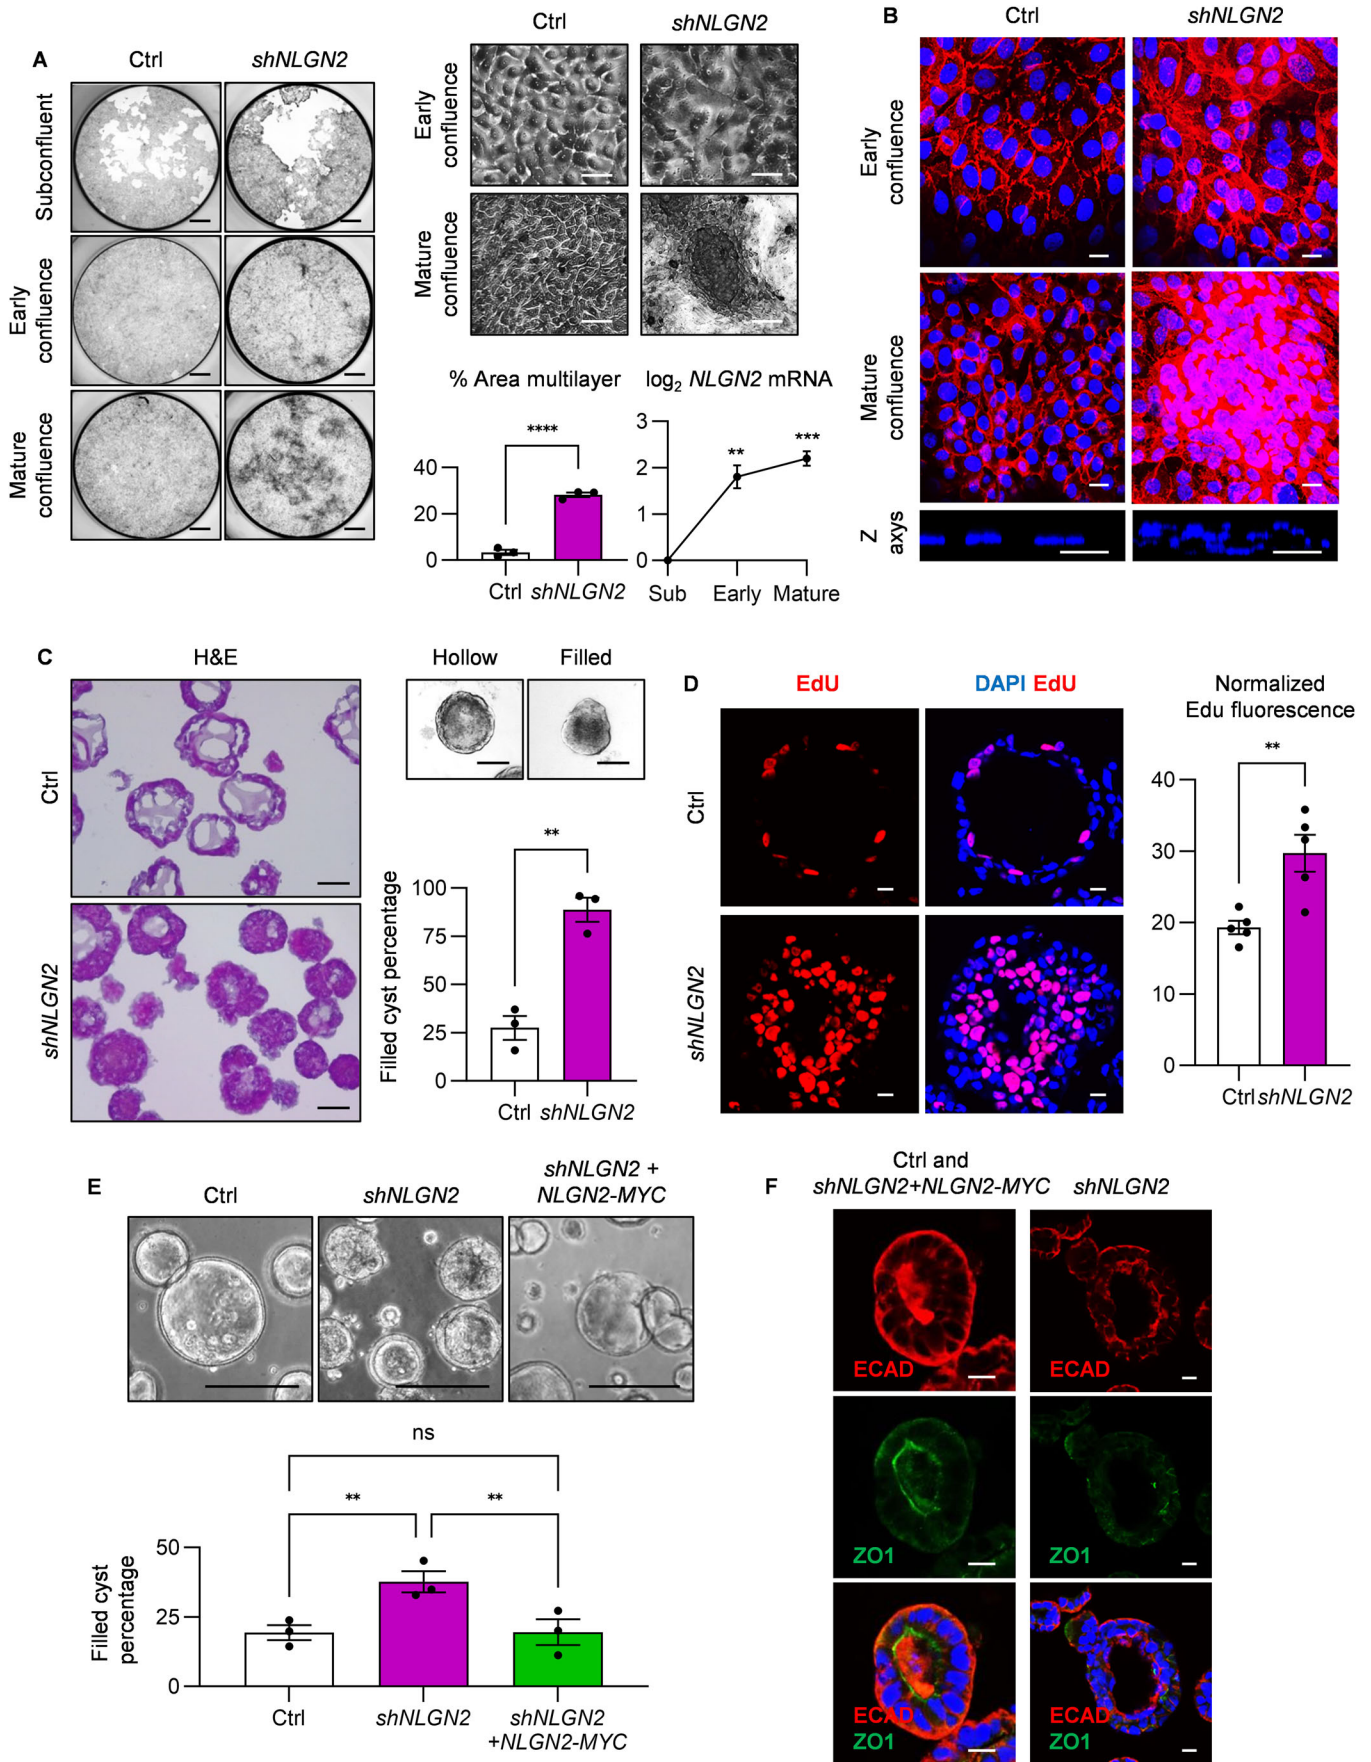 A
Ctrl
shNLGN2
Subconfluent
Early
confluence
Mature
confluence
Ctrl
shNLGN2
Early
confluence
Mature
confluence
% Area multilayer
****
40
20
0
Ctrl
shNLGN2
log2 NLGN2 mRNA
3
2
1
0
**
***
Sub
Early
Mature
B
Ctrl
shNLGN2
Early
confluence
Mature
confluence
Z
axys
C
H&E
Ctrl
shNLGN2
Hollow
Filled
**
Filled cyst percentage
100
75
50
25
0
Ctrl
shNLGN2
D
EdU
DAPI EdU
Ctrl
shNLGN2
Normalized
Edu fluorescence
**
40
30
20
10
0
Ctrl
shNLGN2
E
Ctrl
shNLGN2
shNLGN2 +
NLGN2-MYC
ns
**
**
Filled cyst
percentage
50
25
0
Ctrl
shNLGN2
shNLGN2
+NLGN2-MYC
F
Ctrl and
shNLGN2+NLGN2-MYC
shNLGN2
ECAD
ECAD
ZO1
ZO1
ECAD
ZO1
ECAD
ZO1